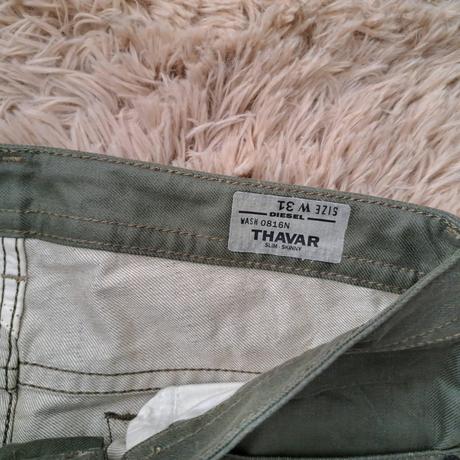 SIZE W 31
DIESEL
WASH 0816N
THAVAR
SLIM - SKINNY